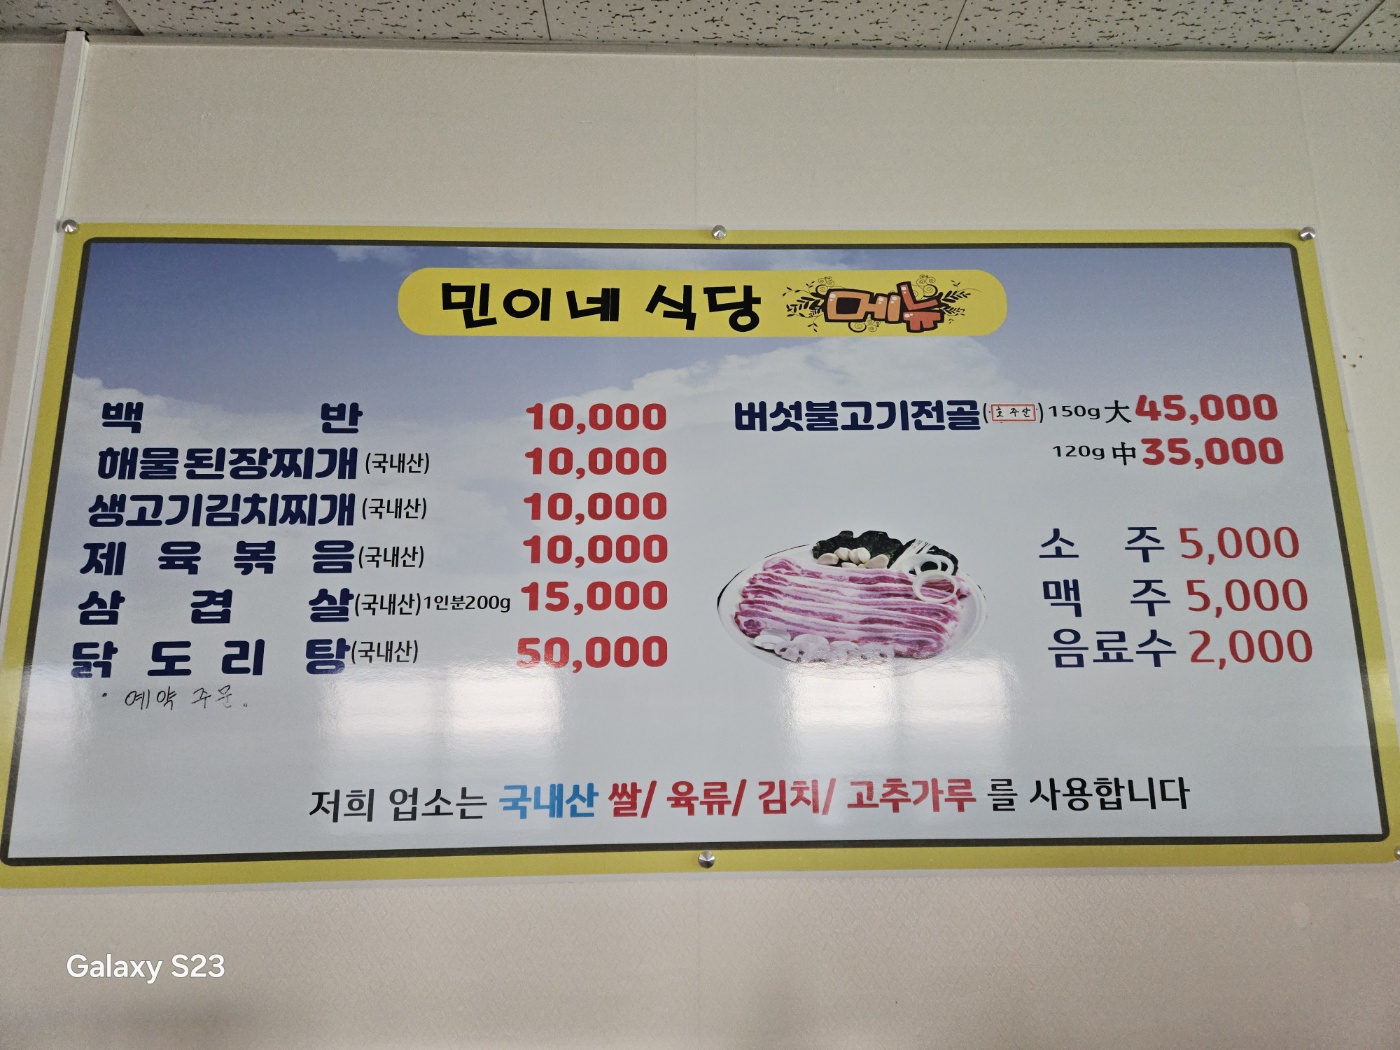 민이네 식당 메뉴
백 반 10,000
해물된장찌개 (국내산) 10,000
생고기김치찌개 (국내산) 10,000
제 육 볶 음 (국내산) 10,000
삼 겹 살 (국내산) 1인분200g 15,000
닭 도 리 탕 (국내산) 50,000
· 예약 주문.
버섯불고기전골 (호주산) 150g 大 45,000
120g 中 35,000
소 주 5,000
맥 주 5,000
음료수 2,000
저희 업소는 국내산 쌀/ 육류/ 김치/ 고추가루 를 사용합니다
Galaxy S23